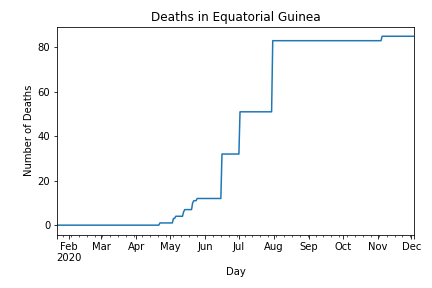 Deaths in Equatorial Guinea
Number of Deaths
80
60
40
20
0
Feb Mar Apr May Jun Jul Aug Sep Oct Nov Dec
2020
Day